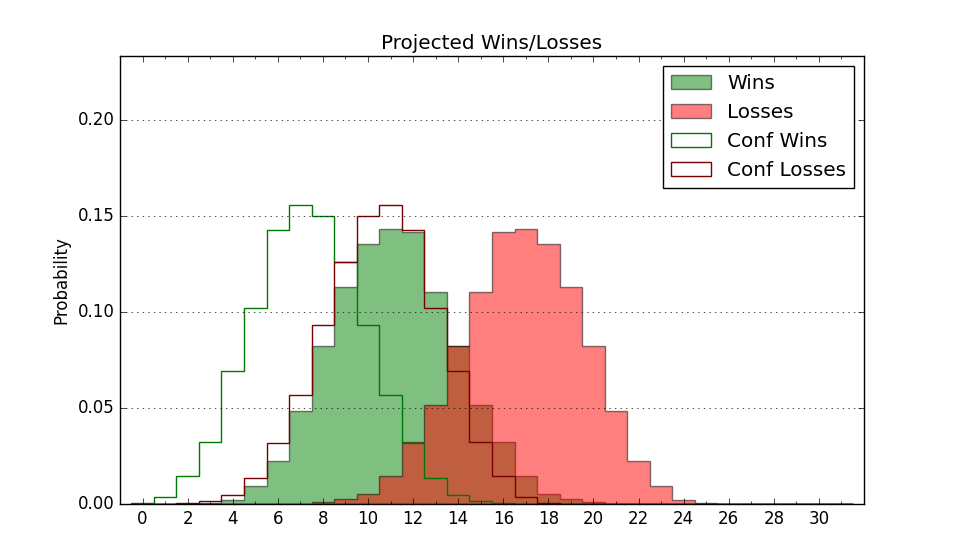 Projected Wins/Losses
Wins
Losses
Conf Wins
Conf Losses
Probability
0.20
0.15
0.10
0.05
0.00
0 2 4 6 8 10 12 14 16 18 20 22 24 26 28 30